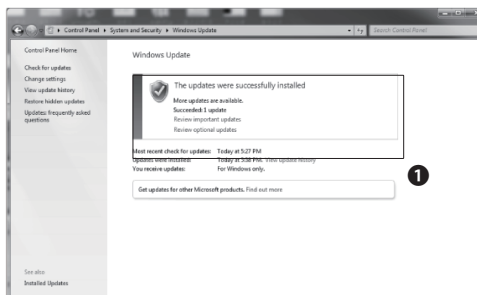 Control Panel ▸ System and Security ▸ Windows Update
Search Control Panel
Control Panel Home
Check for updates
Change settings
View update history
Restore hidden updates
Updates: frequently asked
questions
See also
Installed Updates
Windows Update
The updates were successfully installed
More updates are available.
Succeeded: 1 update
Review important updates
Review optional updates
Most recent check for updates: Today at 5:27 PM
Updates were installed: Today at 5:38 PM. View update history
You receive updates: For Windows only.
Get updates for other Microsoft products. Find out more
1